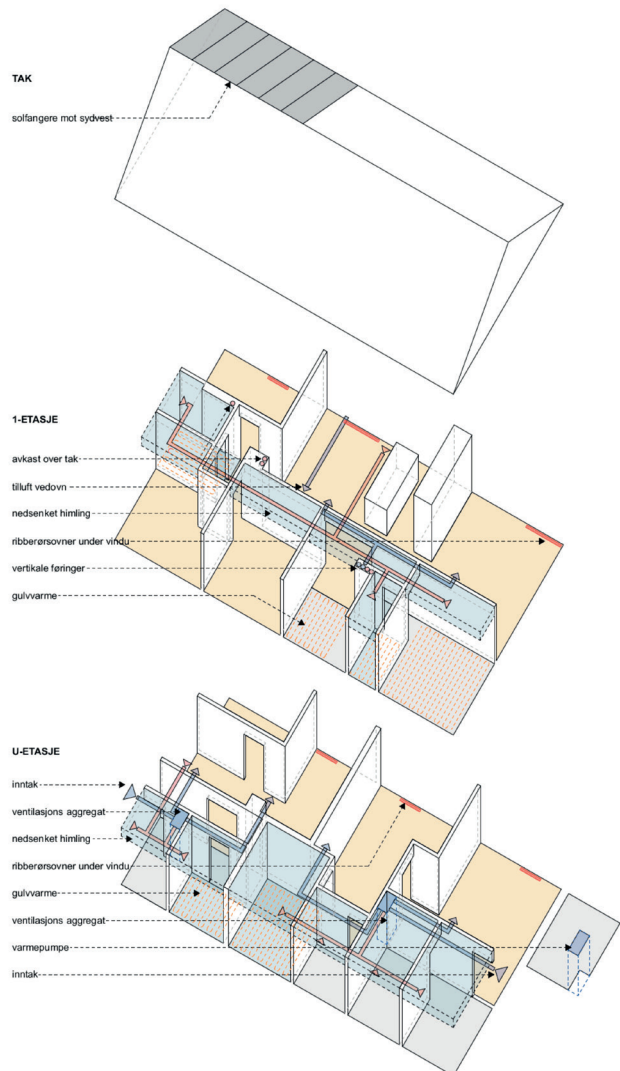 TAK
solfangere mot sydvest
1-ETASJE
avkast over tak
tilluft vedovn
nedsenket himling
ribberørsovner under vindu
vertikale føringer
gulvvarme
U-ETASJE
inntak
ventilasjons aggregat
nedsenket himling
ribberørsovner under vindu
gulvvarme
ventilasjons aggregat
varmepumpe
inntak